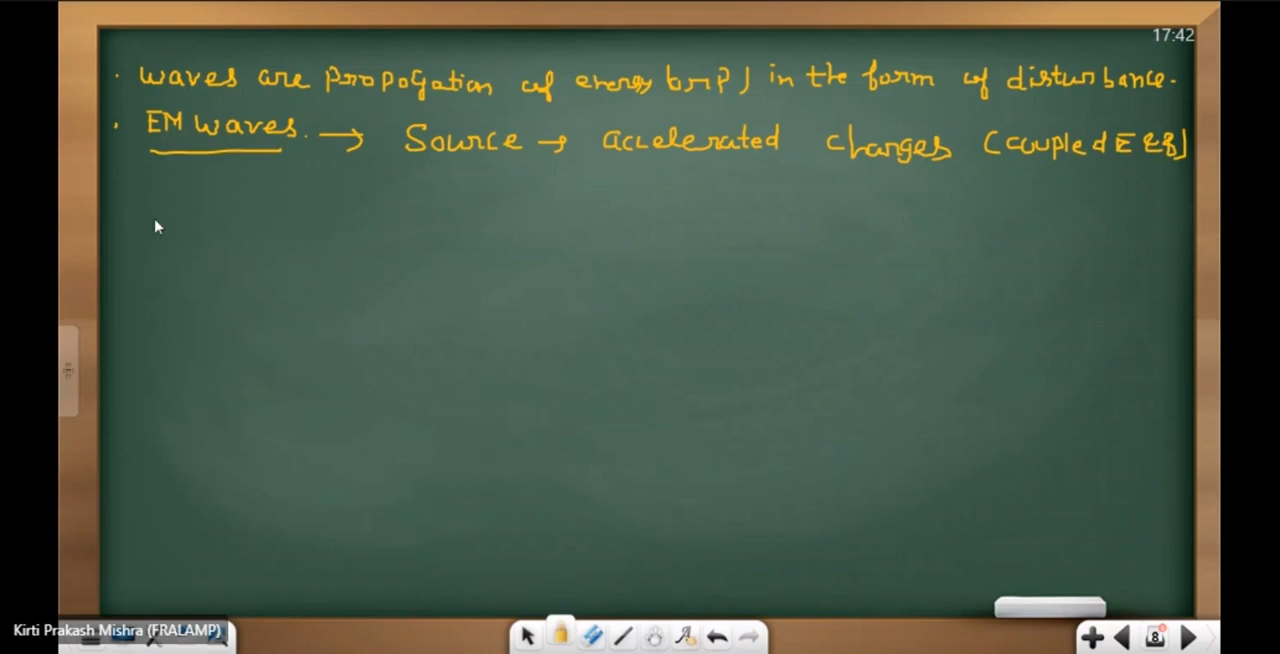 17:42
· waves are propogation of energy or P) in the form of disturbance.
· EM waves. → Source → accelerated charges (coupled E & B)
8
Kirti Prakash Mishra (FRALAMP)